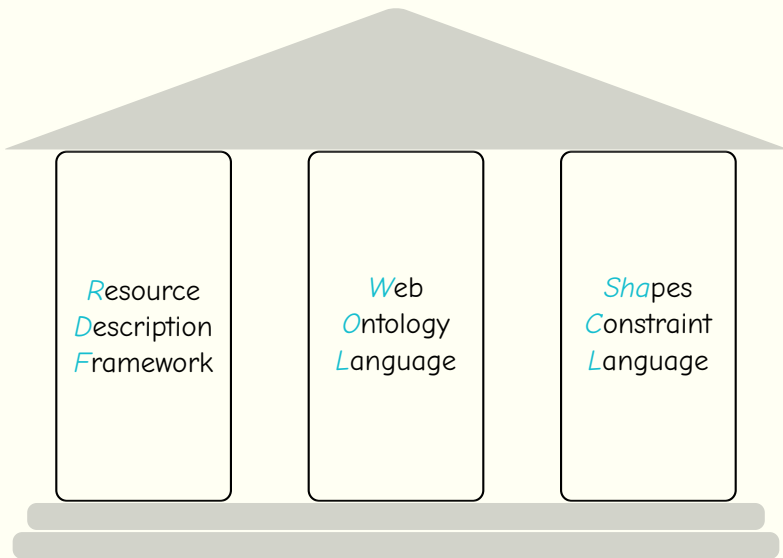 Resource
Description
Framework
Web
Ontology
Language
Shapes
Constraint
Language